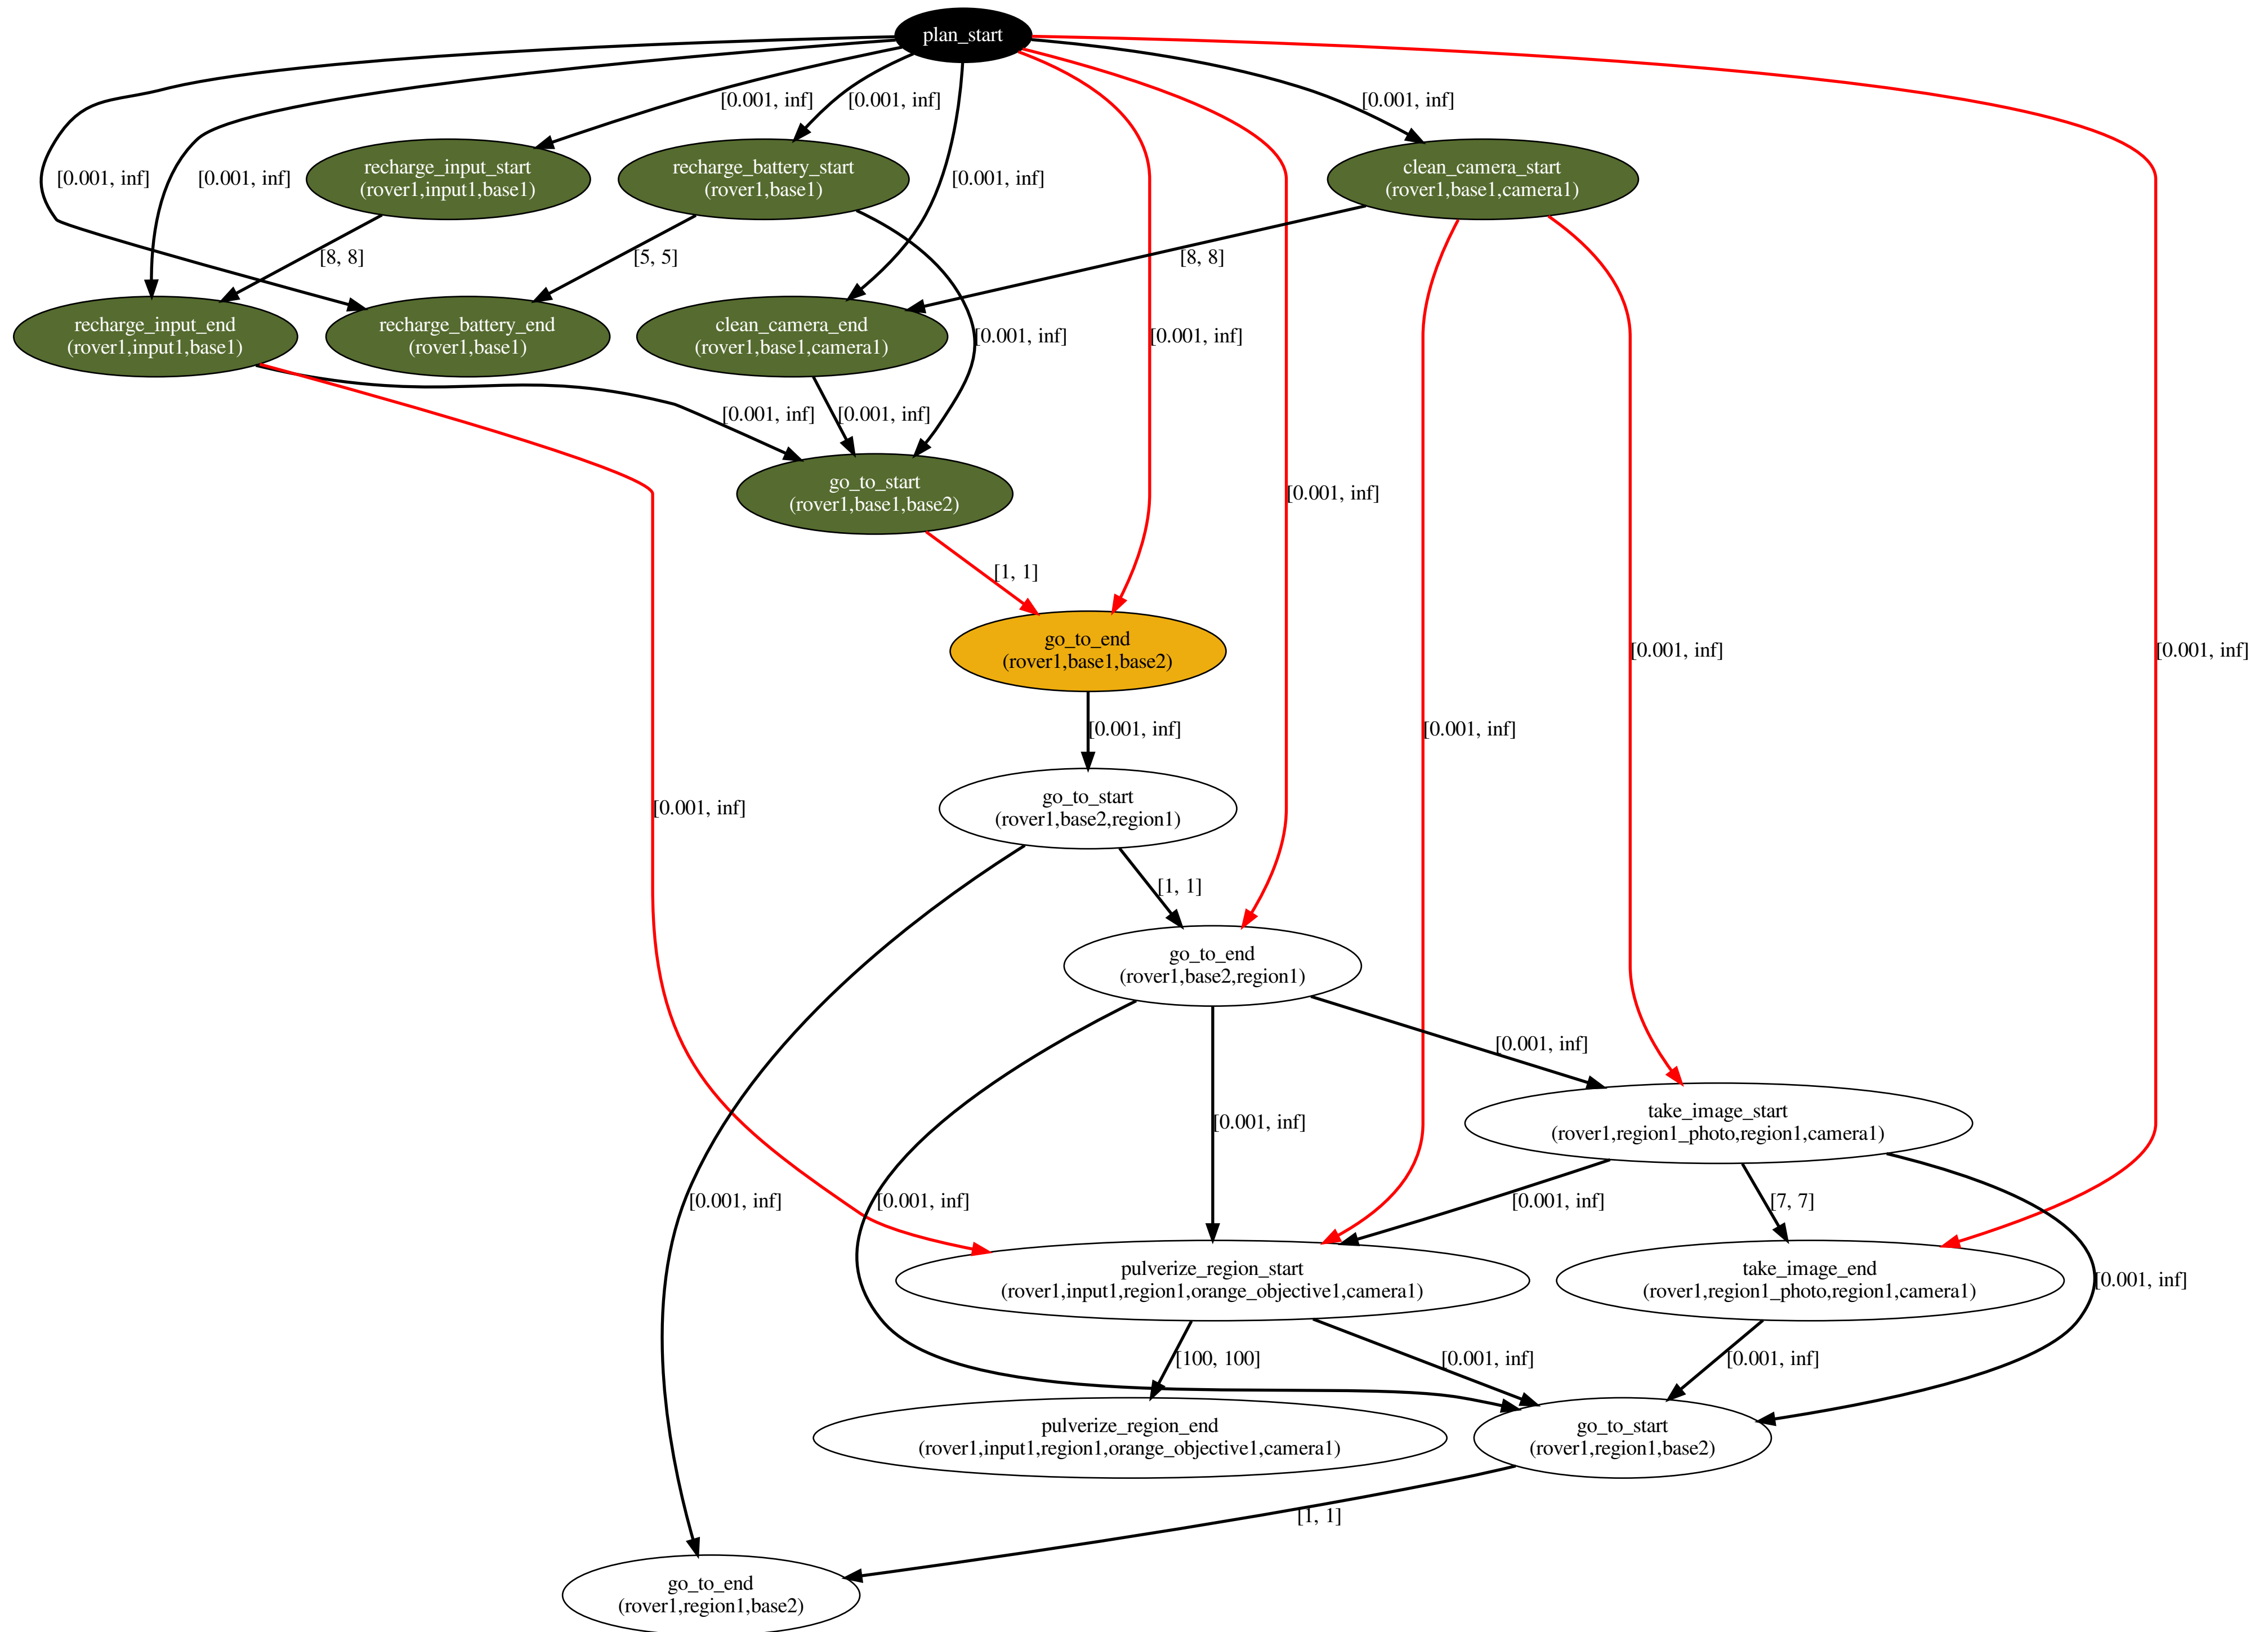 plan_start
[0.001, inf]
[0.001, inf]
[0.001, inf]
[0.001, inf]
[0.001, inf]
recharge_input_start
(rover1,input1,base1)
recharge_battery_start
(rover1,base1)
[0.001, inf]
clean_camera_start
(rover1,base1,camera1)
[8, 8]
[5, 5]
[8, 8]
recharge_input_end
(rover1,input1,base1)
recharge_battery_end
(rover1,base1)
clean_camera_end
(rover1,base1,camera1)
[0.001, inf]
[0.001, inf]
[0.001, inf]
[0.001, inf]
go_to_start
(rover1,base1,base2)
[0.001, inf]
[1, 1]
go_to_end
(rover1,base1,base2)
[0.001, inf]
[0.001, inf]
[0.001, inf]
[0.001, inf]
[0.001, inf]
go_to_start
(rover1,base2,region1)
[1, 1]
go_to_end
(rover1,base2,region1)
[0.001, inf]
[0.001, inf]
take_image_start
(rover1,region1_photo,region1,camera1)
[0.001, inf]
[0.001, inf]
[0.001, inf]
[7, 7]
pulverize_region_start
(rover1,input1,region1,orange_objective1,camera1)
take_image_end
(rover1,region1_photo,region1,camera1)
[0.001, inf]
[100, 100]
[0.001, inf]
[0.001, inf]
pulverize_region_end
(rover1,input1,region1,orange_objective1,camera1)
go_to_start
(rover1,region1,base2)
[1, 1]
go_to_end
(rover1,region1,base2)
[0.001, inf]